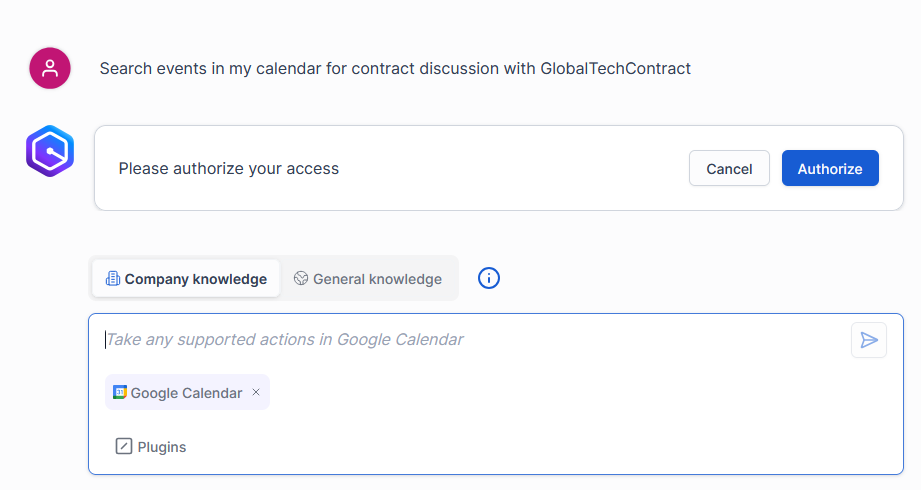 Search events in my calendar for contract discussion with GlobalTechContract
Please authorize your access
Cancel
Authorize
Company knowledge
General knowledge
Take any supported actions in Google Calendar
Google Calendar
Plugins